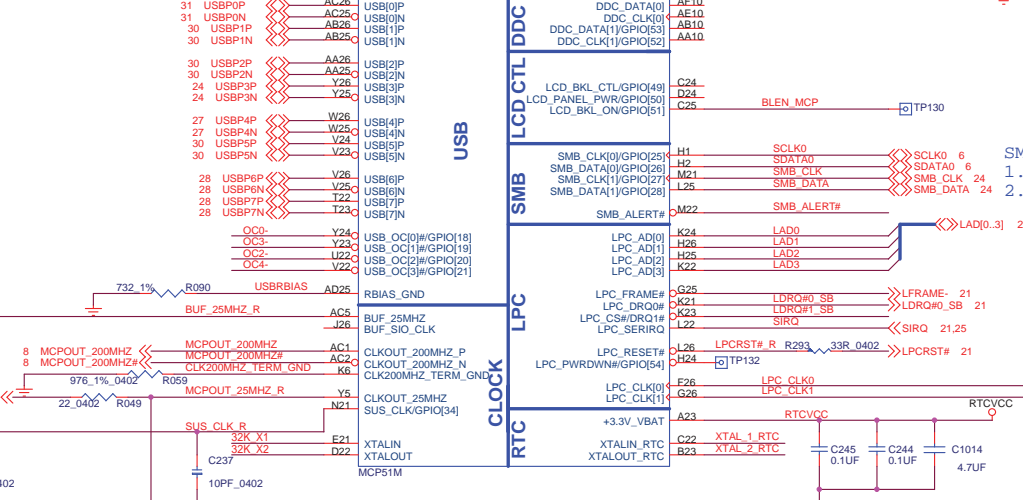 31 USBP0P AC26 USB[0]P DDC_DATA[0] AF10
31 USBP0N AC25 USB[0]N DDC_CLK[0] AE10
30 USBP1P AB26 USB[1]P DDC_DATA[1]/GPIO[53] AB10
30 USBP1N AB25 USB[1]N DDC_CLK[1]/GPIO[52] AA10
DDC
30 USBP2P AA26 USB[2]P
30 USBP2N AA25 USB[2]N
24 USBP3P Y26 USB[3]P LCD_BKL_CTL/GPIO[49] C24
24 USBP3N Y25 USB[3]N LCD_PANEL_PWR/GPIO[50] D24
LCD_BKL_ON/GPIO[51] C25 BLEN_MCP TP130
LCD CTL
27 USBP4P W26 USB[4]P
27 USBP4N W25 USB[4]N
30 USBP5P V24 USB[5]P
30 USBP5N V23 USB[5]N
USB
SMB_CLK[0]/GPIO[25] H1 SCLK0 SCLK0 6
SMB_DATA[0]/GPIO[26] H2 SDATA0 SDATA0 6
SMB_CLK[1]/GPIO[27] M21 SMB_CLK SMB_CLK 24
SMB_DATA[1]/GPIO[28] L25 SMB_DATA SMB_DATA 24
SM
1.
2.
28 USBP6P V26 USB[6]P
28 USBP6N V25 USB[6]N
28 USBP7P T22 USB[7]P
28 USBP7N T23 USB[7]N
SMB_ALERT# M22 SMB_ALERT#
SMB
OC0- Y24 USB_OC[0]#/GPIO[18] LPC_AD[0] K24 LAD0 LAD[0..3] 2
OC3- Y23 USB_OC[1]#/GPIO[19] LPC_AD[1] H26 LAD1
OC2- U22 USB_OC[2]#/GPIO[20] LPC_AD[2] H25 LAD2
OC4- V22 USB_OC[3]#/GPIO[21] LPC_AD[3] K22 LAD3
732_1% R090 USBRBIAS AD25 RBIAS_GND LPC_FRAME# G25 LFRAME- 21
LPC_DRQ0# K21 LDRQ#0_SB LDRQ#0_SB 21
BUF_25MHZ_R AC5 BUF_25MHZ LPC_CS#/DRQ1# K23 LDRQ#1_SB
J26 BUF_SIO_CLK LPC_SERIRQ L22 SIRQ SIRQ 21,25
LPC
8 MCPOUT_200MHZ MCPOUT_200MHZ AC1 CLKOUT_200MHZ_P LPC_RESET# L26 LPCRST#_R R293 33R_0402 LPCRST# 21
8 MCPOUT_200MHZ# MCPOUT_200MHZ# AC2 CLKOUT_200MHZ_N LPC_PWRDWN#/GPIO[54] H24 TP132
976_1%_0402 R059 CLK200MHZ_TERM_GND K6 CLK200MHZ_TERM_GND
22_0402 R049 MCPOUT_25MHZ_R Y5 CLKOUT_25MHZ LPC_CLK[0] F26 LPC_CLK0
N21 SUS_CLK/GPIO[34] LPC_CLK[1] G26 LPC_CLK1
CLOCK
RTCVCC
SUS_CLK_R +3.3V_VBAT A23 RTCVCC
32K_X1 E21 XTALIN XTALIN_RTC C22 XTAL_1_RTC
32K_X2 D22 XTALOUT XTALOUT_RTC B23 XTAL_2_RTC
RTC
C245 0.1UF
C244 0.1UF
C1014 4.7UF
C237
10PF_0402
MCP51M
402